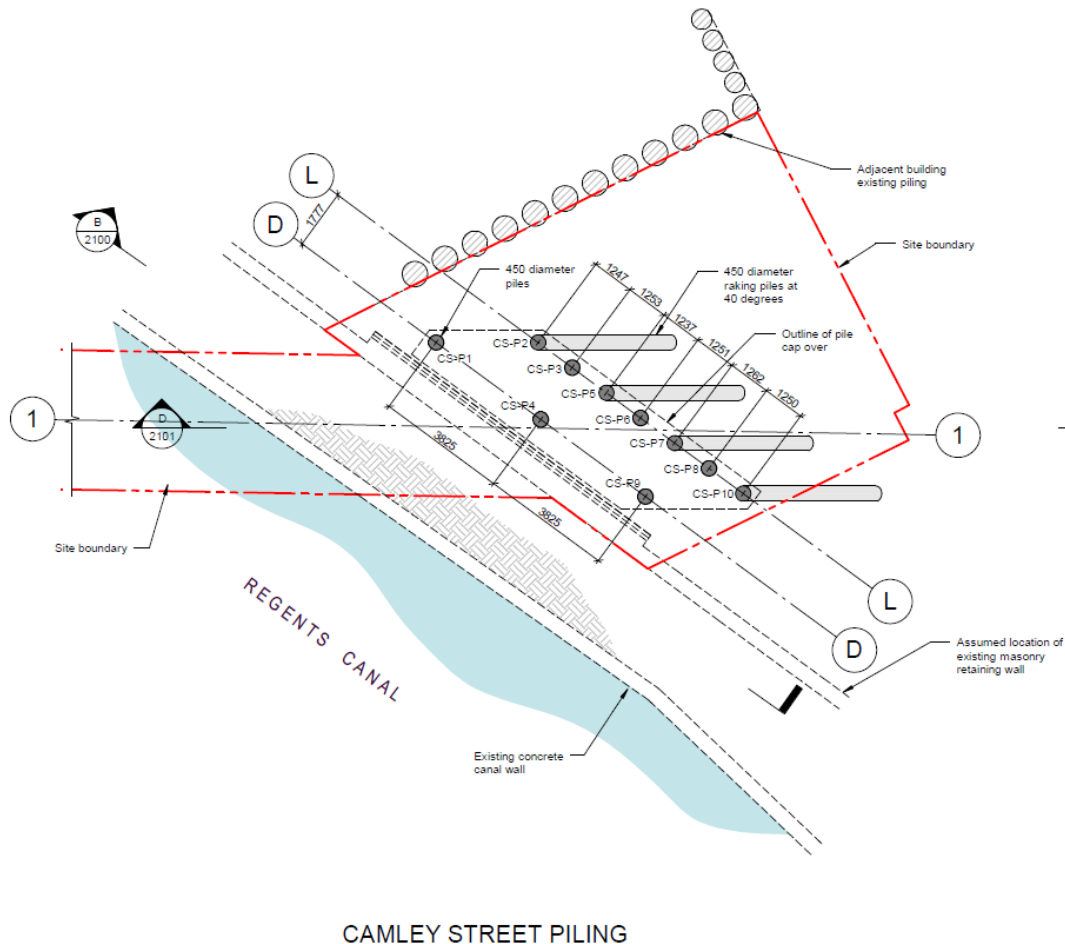 L
D
1777
B
2100
Adjacent building
existing piling
Site boundary
450 diameter
piles
1247
1253
1237
1251
1262
1250
450 diameter
raking piles at
40 degrees
Outline of pile
cap over
CS-P1
CS-P2
CS-P3
CS-P5
CS-P4
CS-P6
CS-P7
CS-P8
CS-P9
CS-P10
1
D
2101
1
3825
3825
Site boundary
REGENTS CANAL
L
D
Assumed location of
existing masonry
retaining wall
Existing concrete
canal wall
CAMLEY STREET PILING